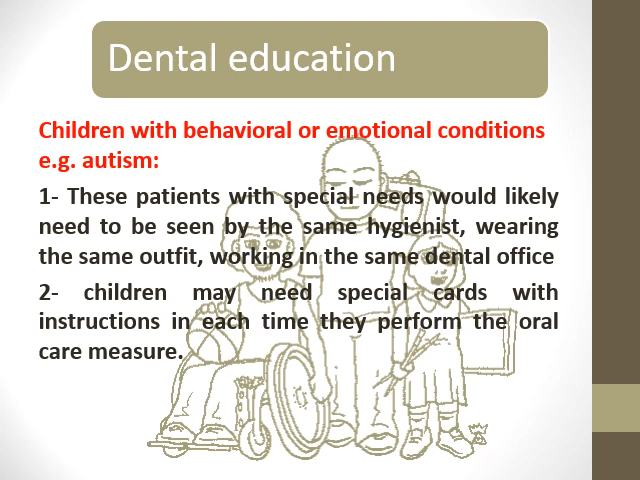 Dental education
Children with behavioral or emotional conditions
e.g. autism:
1- These patients with special needs would likely
need to be seen by the same hygienist, wearing
the same outfit, working in the same dental office
2- children may need special cards with
instructions in each time they perform the oral
care measure.